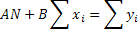 AN + B∑xᵢ = ∑yᵢ